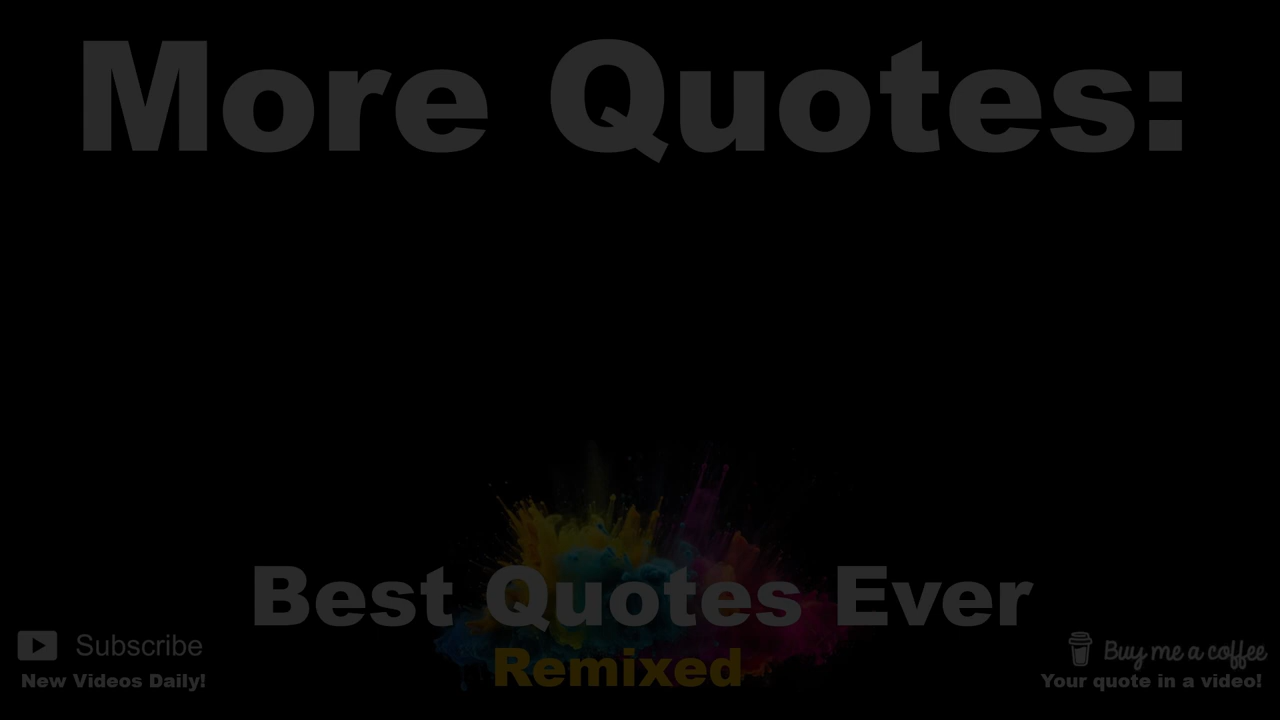 More Quotes:
Best Quotes Ever
Remixed
Subscribe
New Videos Daily!
Buy me a coffee
Your quote in a video!